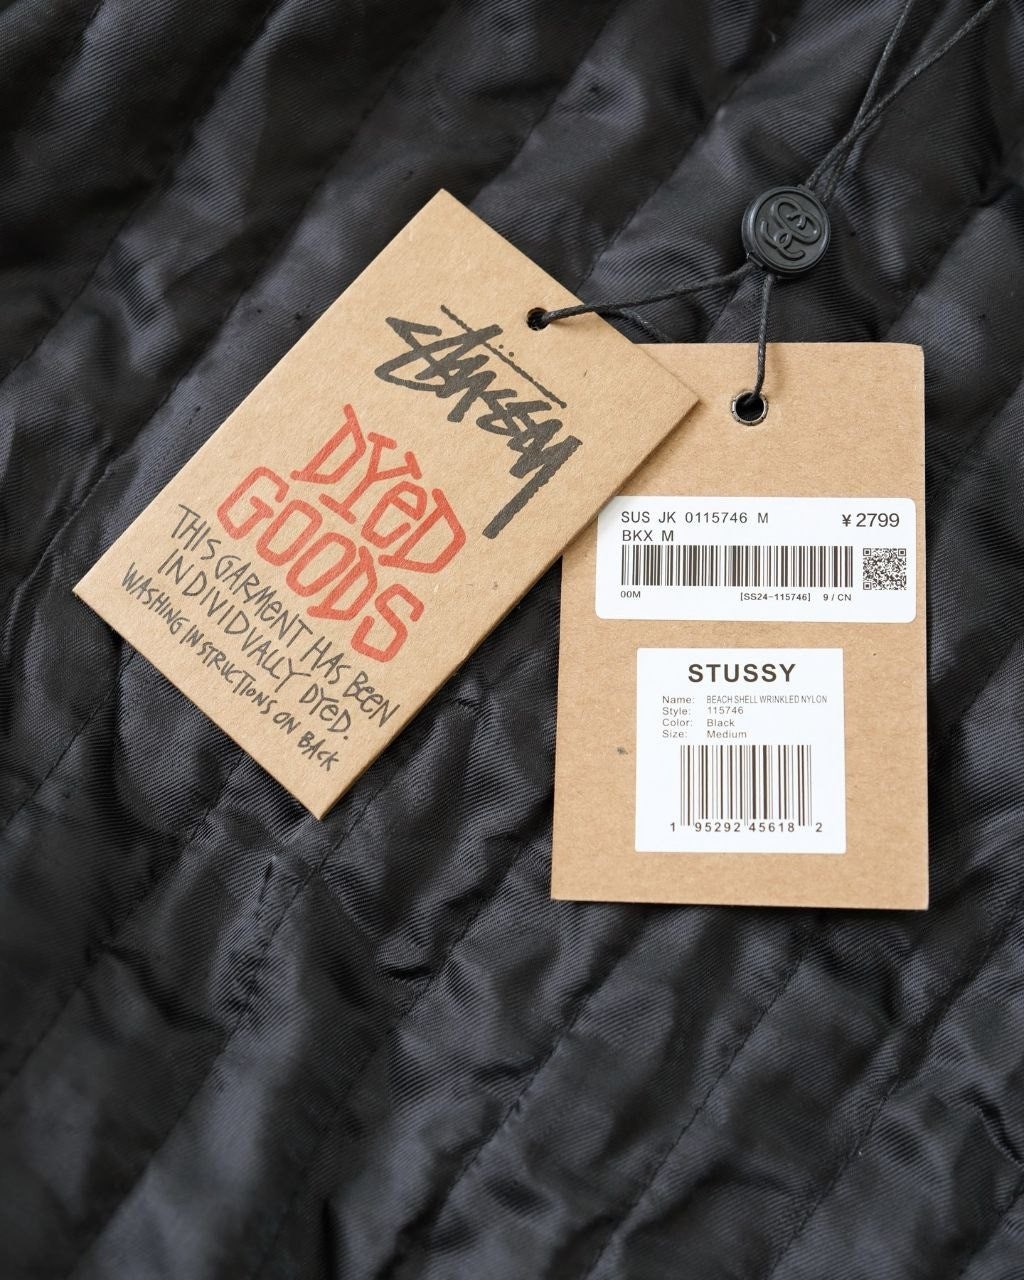 STÜSSY
DYED
GOODS
THIS GARMENT HAS BEEN
INDIVIDVALLY DYED.
WASHING INSTRUCTIONS ON BACK
SUS JK 0115746 M ¥2799
BKX M
00M [SS24-115746] 9/CN
STUSSY
Name: BEACH SHELL WRINKLED NYLON
Style: 115746
Color: Black
Size: Medium
1 95292 45618 2